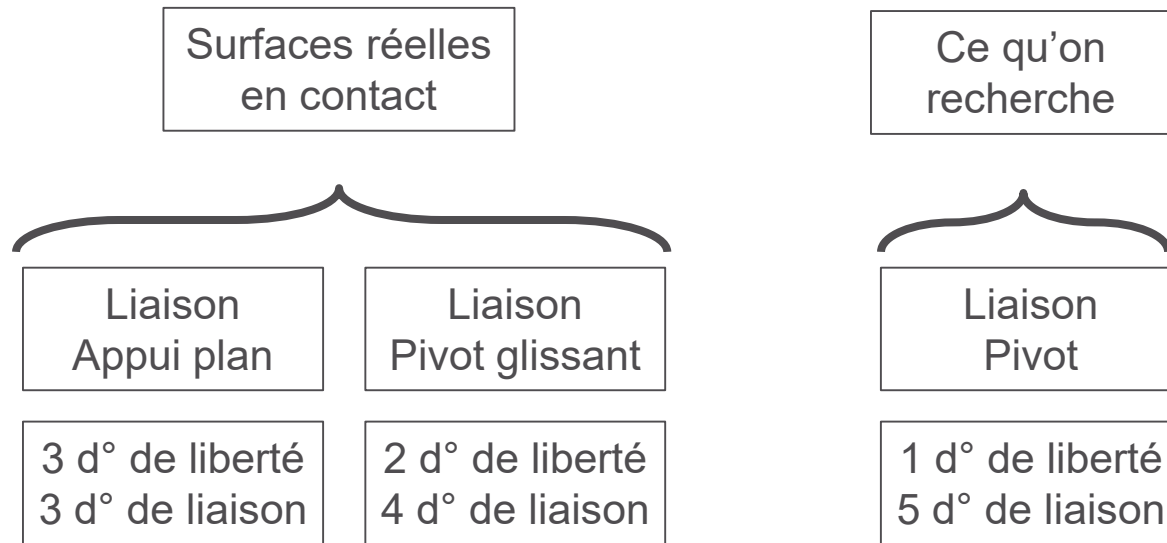 Surfaces réelles
en contact
Ce qu’on
recherche
Liaison
Appui plan
Liaison
Pivot glissant
Liaison
Pivot
3 d° de liberté
3 d° de liaison
2 d° de liberté
4 d° de liaison
1 d° de liberté
5 d° de liaison